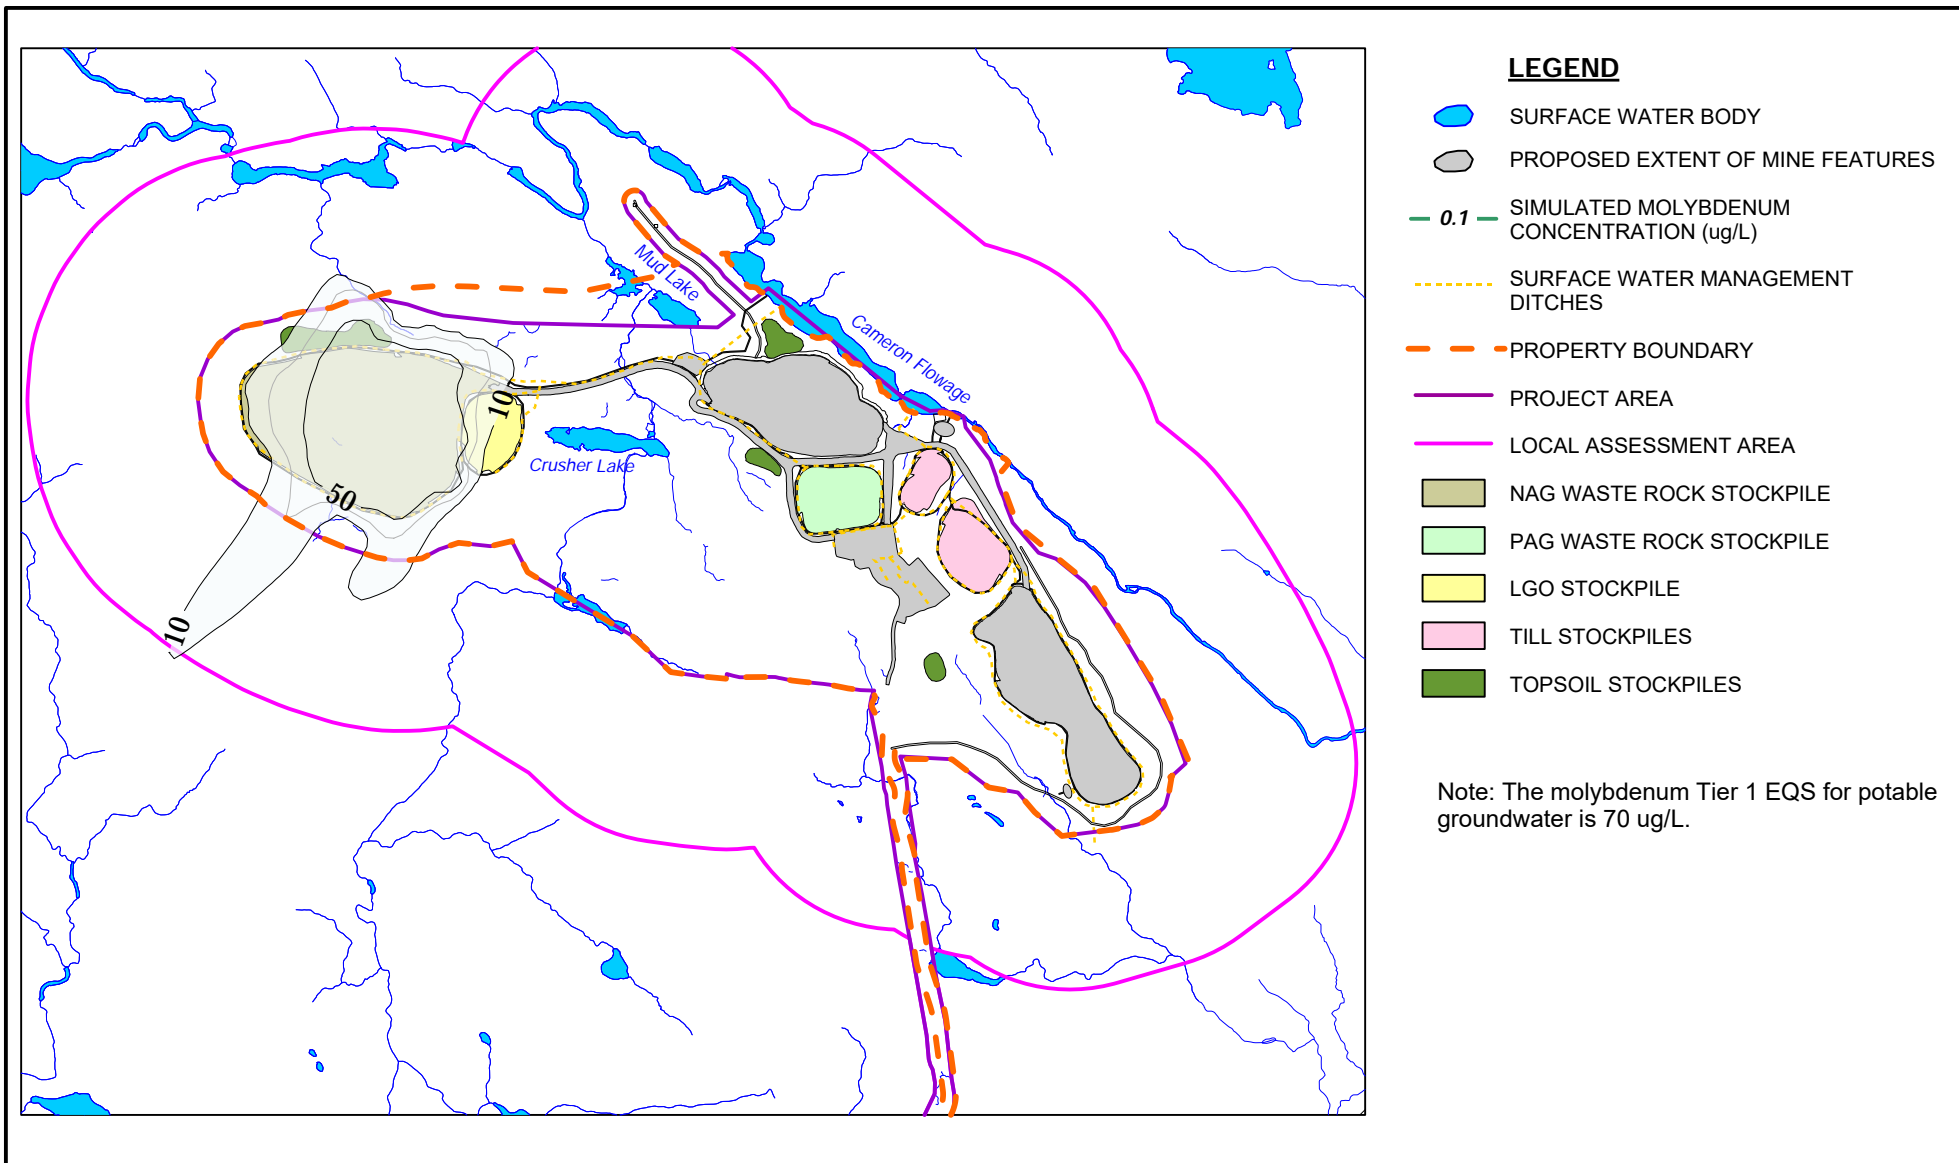 LEGEND
SURFACE WATER BODY
PROPOSED EXTENT OF MINE FEATURES
0.1
SIMULATED MOLYBDENUM
CONCENTRATION (ug/L)
SURFACE WATER MANAGEMENT
DITCHES
PROPERTY BOUNDARY
PROJECT AREA
LOCAL ASSESSMENT AREA
NAG WASTE ROCK STOCKPILE
PAG WASTE ROCK STOCKPILE
LGO STOCKPILE
TILL STOCKPILES
TOPSOIL STOCKPILES
Note: The molybdenum Tier 1 EQS for potable
groundwater is 70 ug/L.
Mud Lake
Cameron Flowage
Crusher Lake
10
50
10